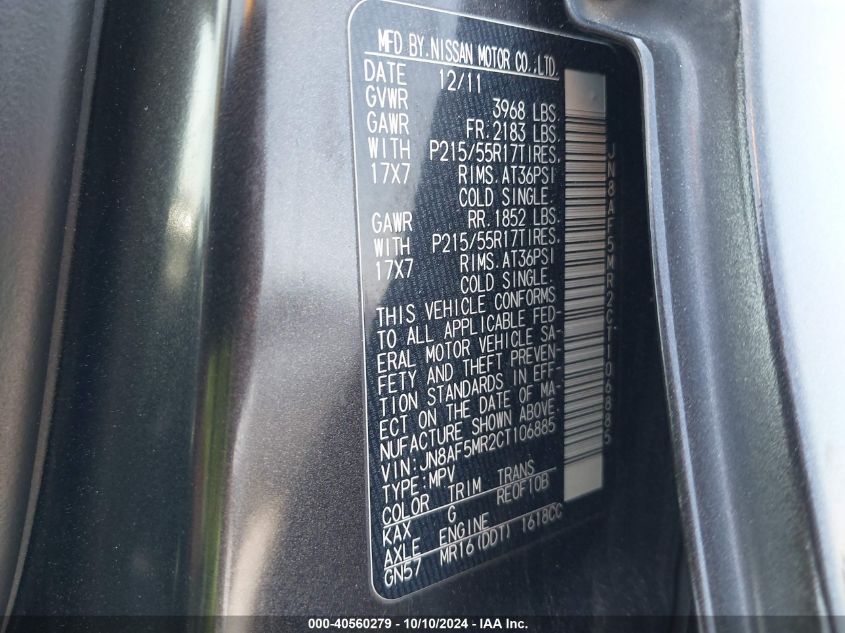 MFD BY.NISSAN MOTOR CO.,LTD.
DATE 12/11
GVWR 3968 LBS.
GAWR FR.2183 LBS.
WITH P215/55R17TIRES,
17X7 RIMS.AT36PSI
COLD SINGLE.
GAWR RR.1852 LBS.
WITH P215/55R17TIRES,
17X7 RIMS.AT36PSI
COLD SINGLE.
THIS VEHICLE CONFORMS
TO ALL APPLICABLE FED-
ERAL MOTOR VEHICLE SA-
FETY AND THEFT PREVEN-
TION STANDARDS IN EFF-
ECT ON THE DATE OF MA-
NUFACTURE SHOWN ABOVE.
VIN:JN8AF5MR2CT106885
TYPE:MPV
COLOR TRIM TRANS
KAX G RE0F10B
AXLE ENGINE
GN57 MR16(DDT) 1618CC
JN8AF5MR2CT106885
000-40560279 - 10/10/2024 - IAA Inc.